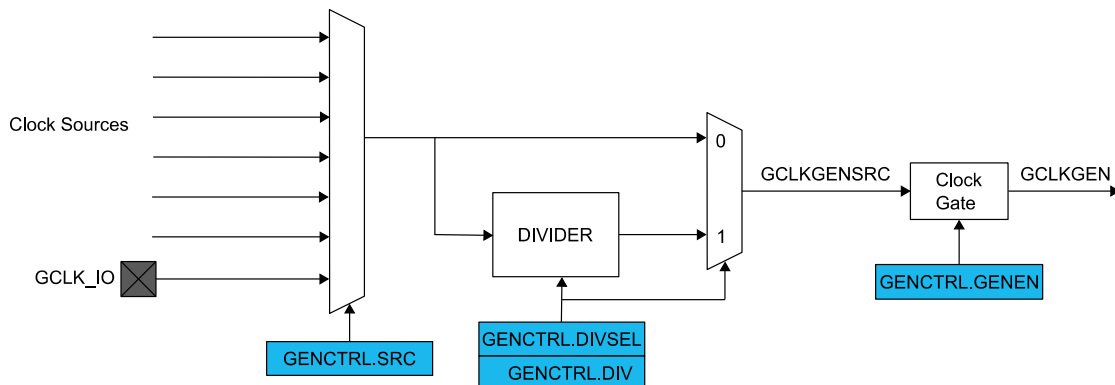 Clock Sources
GCLK_IO
GENCTRL.SRC
DIVIDER
GENCTRL.DIVSEL
GENCTRL.DIV
0
1
GCLKGENSRC
Clock
Gate
GCLKGEN
GENCTRL.GENEN